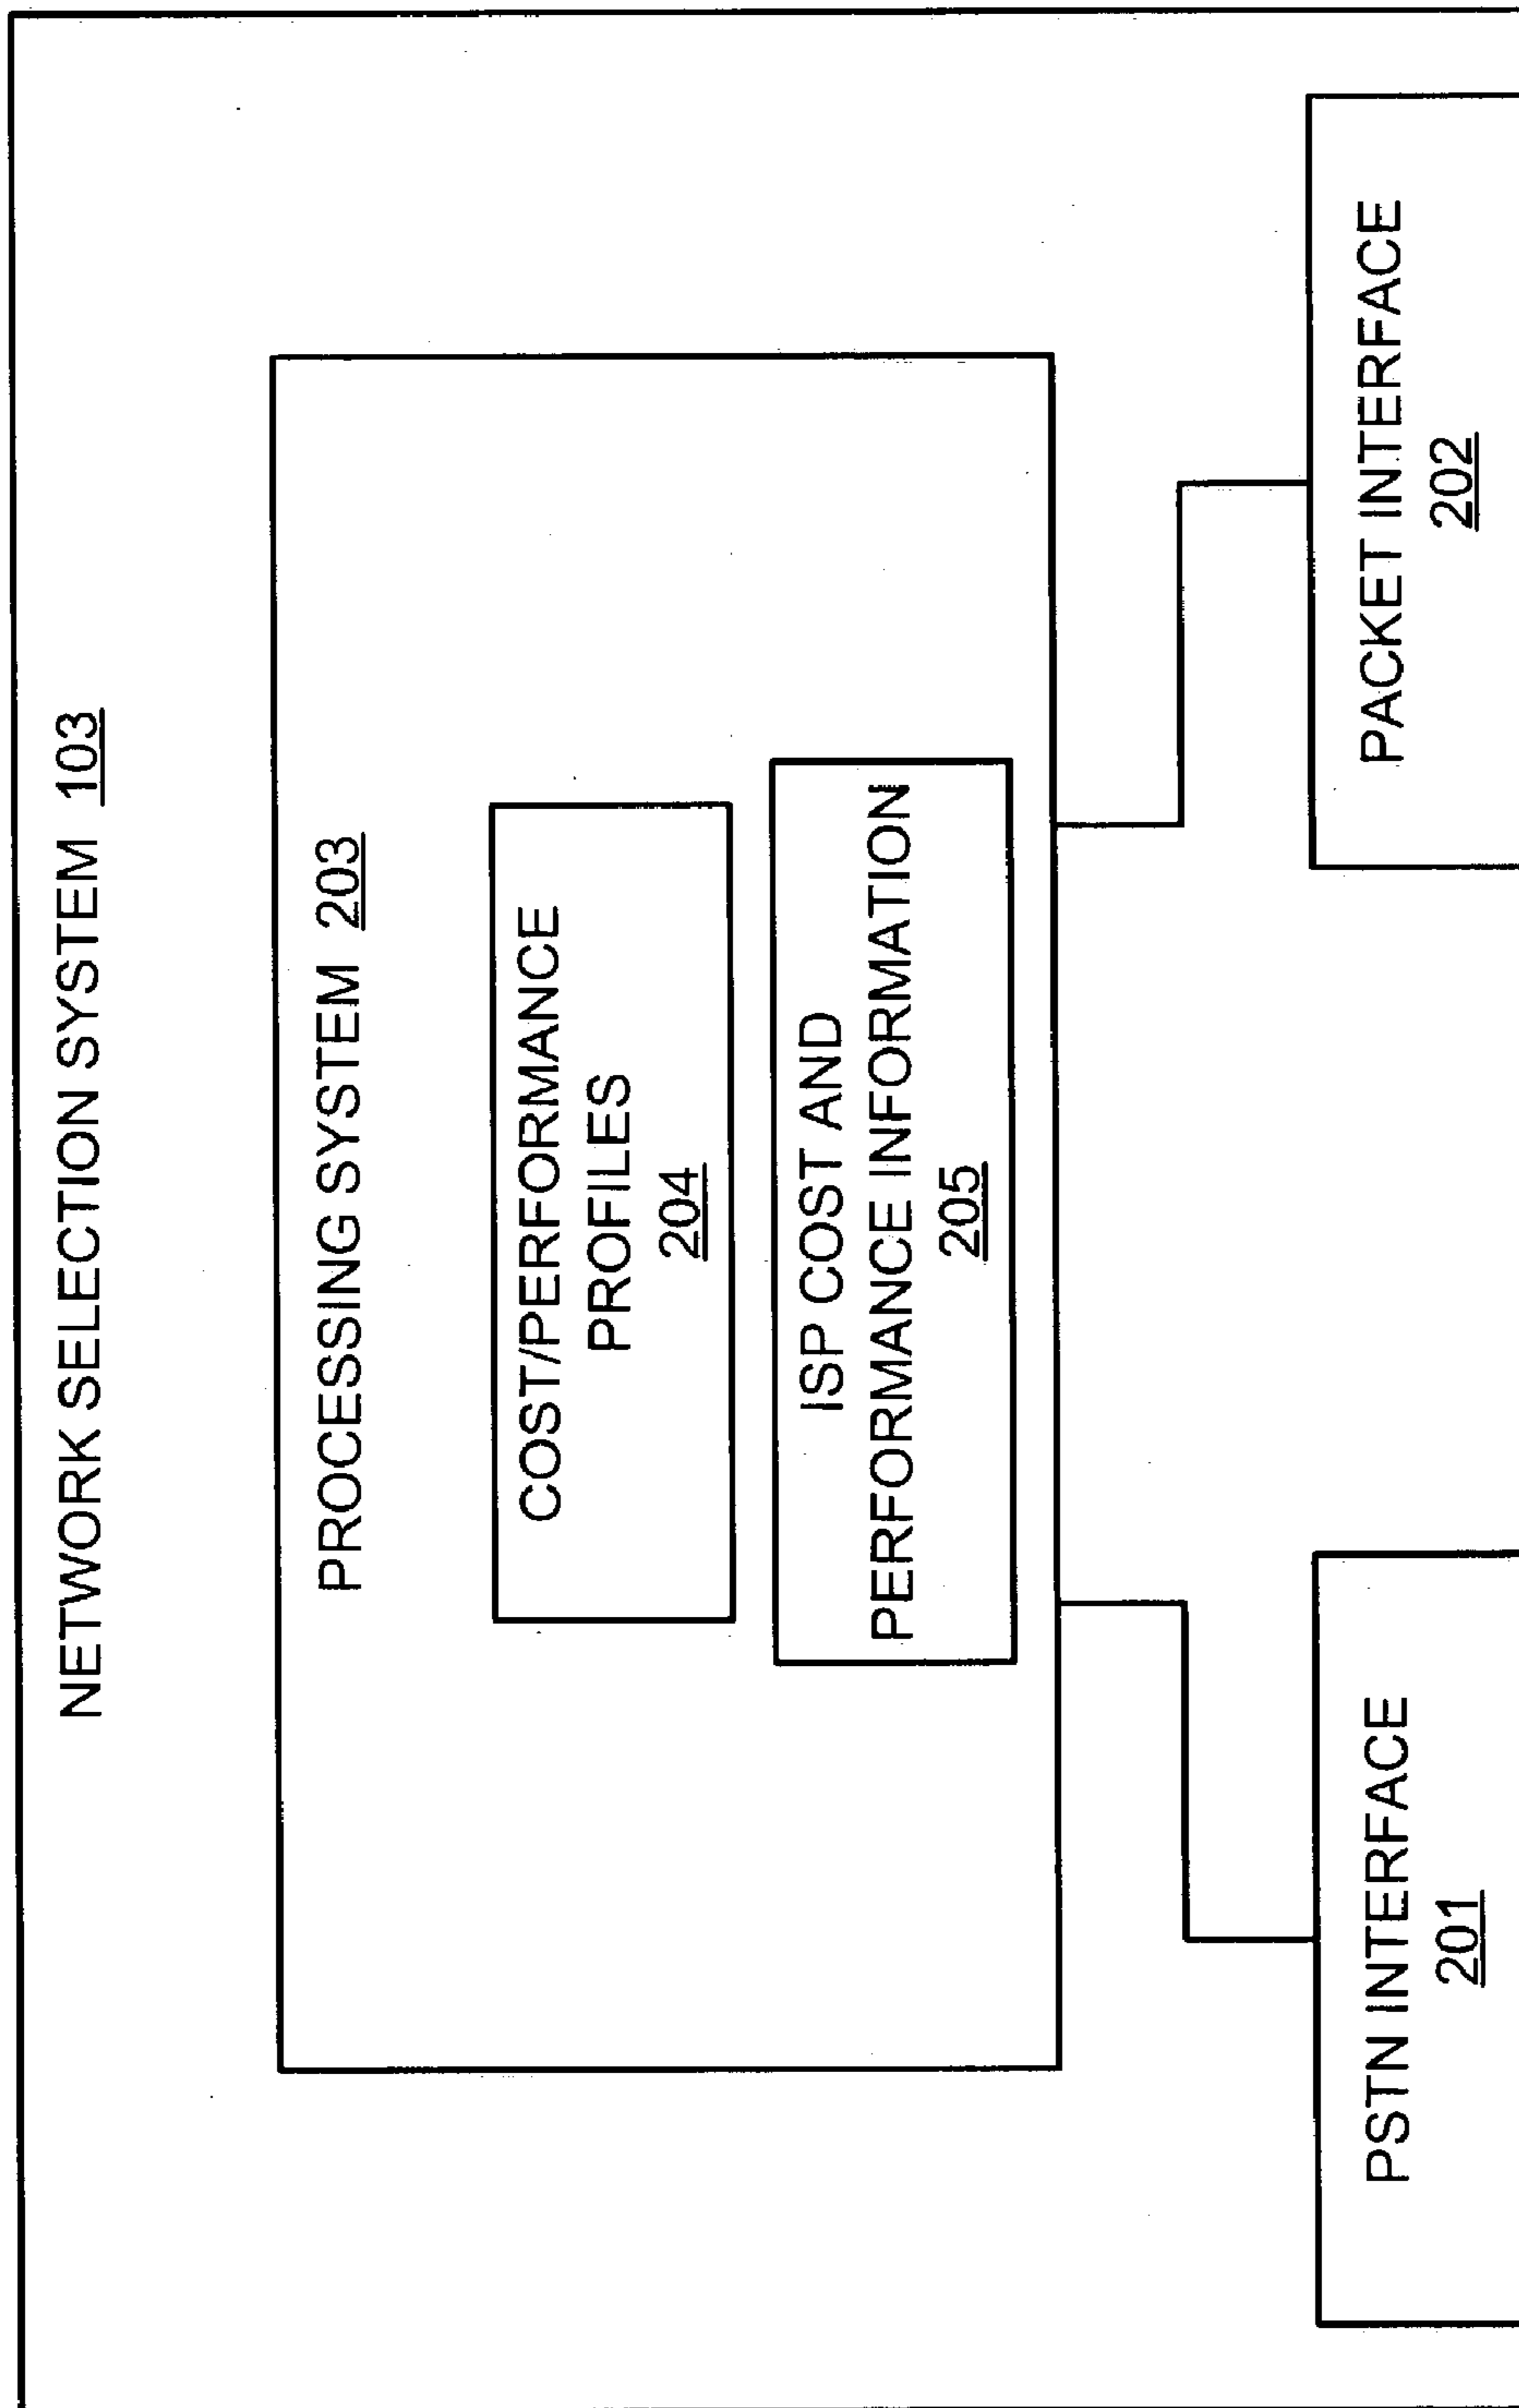 NETWORK SELECTION SYSTEM 103
PROCESSING SYSTEM 203
COST/PERFORMANCE
PROFILES
204
ISP COST AND
PERFORMANCE INFORMATION
205
PSTN INTERFACE
201
PACKET INTERFACE
202